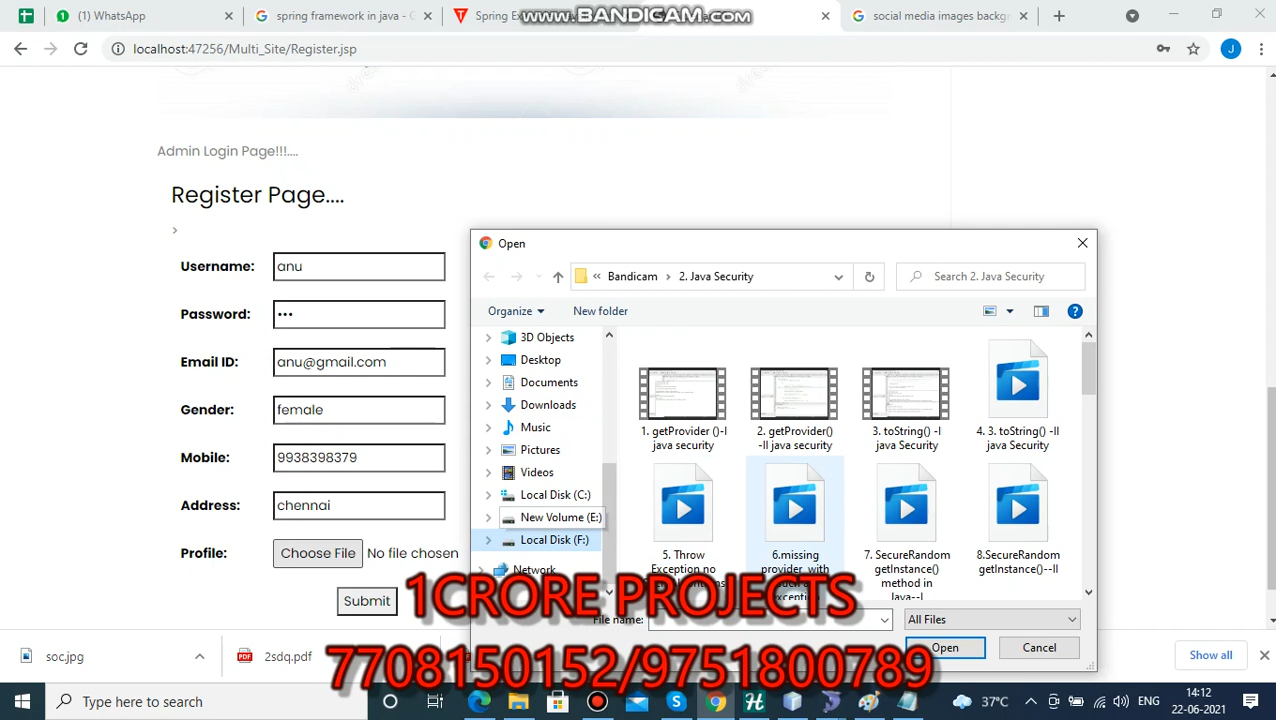 (1) WhatsApp
spring framework in java - G
Spring Ex
www.BANDICAM.com
social media images backg
localhost:47256/Multi_Site/Register.jsp
J
Admin Login Page!!!....
Register Page....
>
Username: anu
Password: •••
Email ID: anu@gmail.com
Gender: female
Mobile: 9938398379
Address: chennai
Profile: Choose File No file chosen
Submit
Open
« Bandicam > 2. Java Security
Search 2. Java Security
Organize
New folder
3D Objects
Desktop
Documents
Downloads
Music
Pictures
Videos
Local Disk (C:)
New Volume (E:)
Local Disk (F:)
Network
1. getProvider ()-I java security
2. getProvider() -II java security
3. toString() -I java Security
4. 3. toString() -II java Security
5. Throw
Exception no
6.missing
provider with
exception
7. SecureRandom
getInstance()
method in
Java--I
8.SecureRandom
getInstance()--II
File name:
All Files
Open
Cancel
1CRORE PROJECTS
7708150152/9751800789
soc.jpg
2sdq.pdf
Show all
Type here to search
37°C
ENG
14:12
22-06-2021